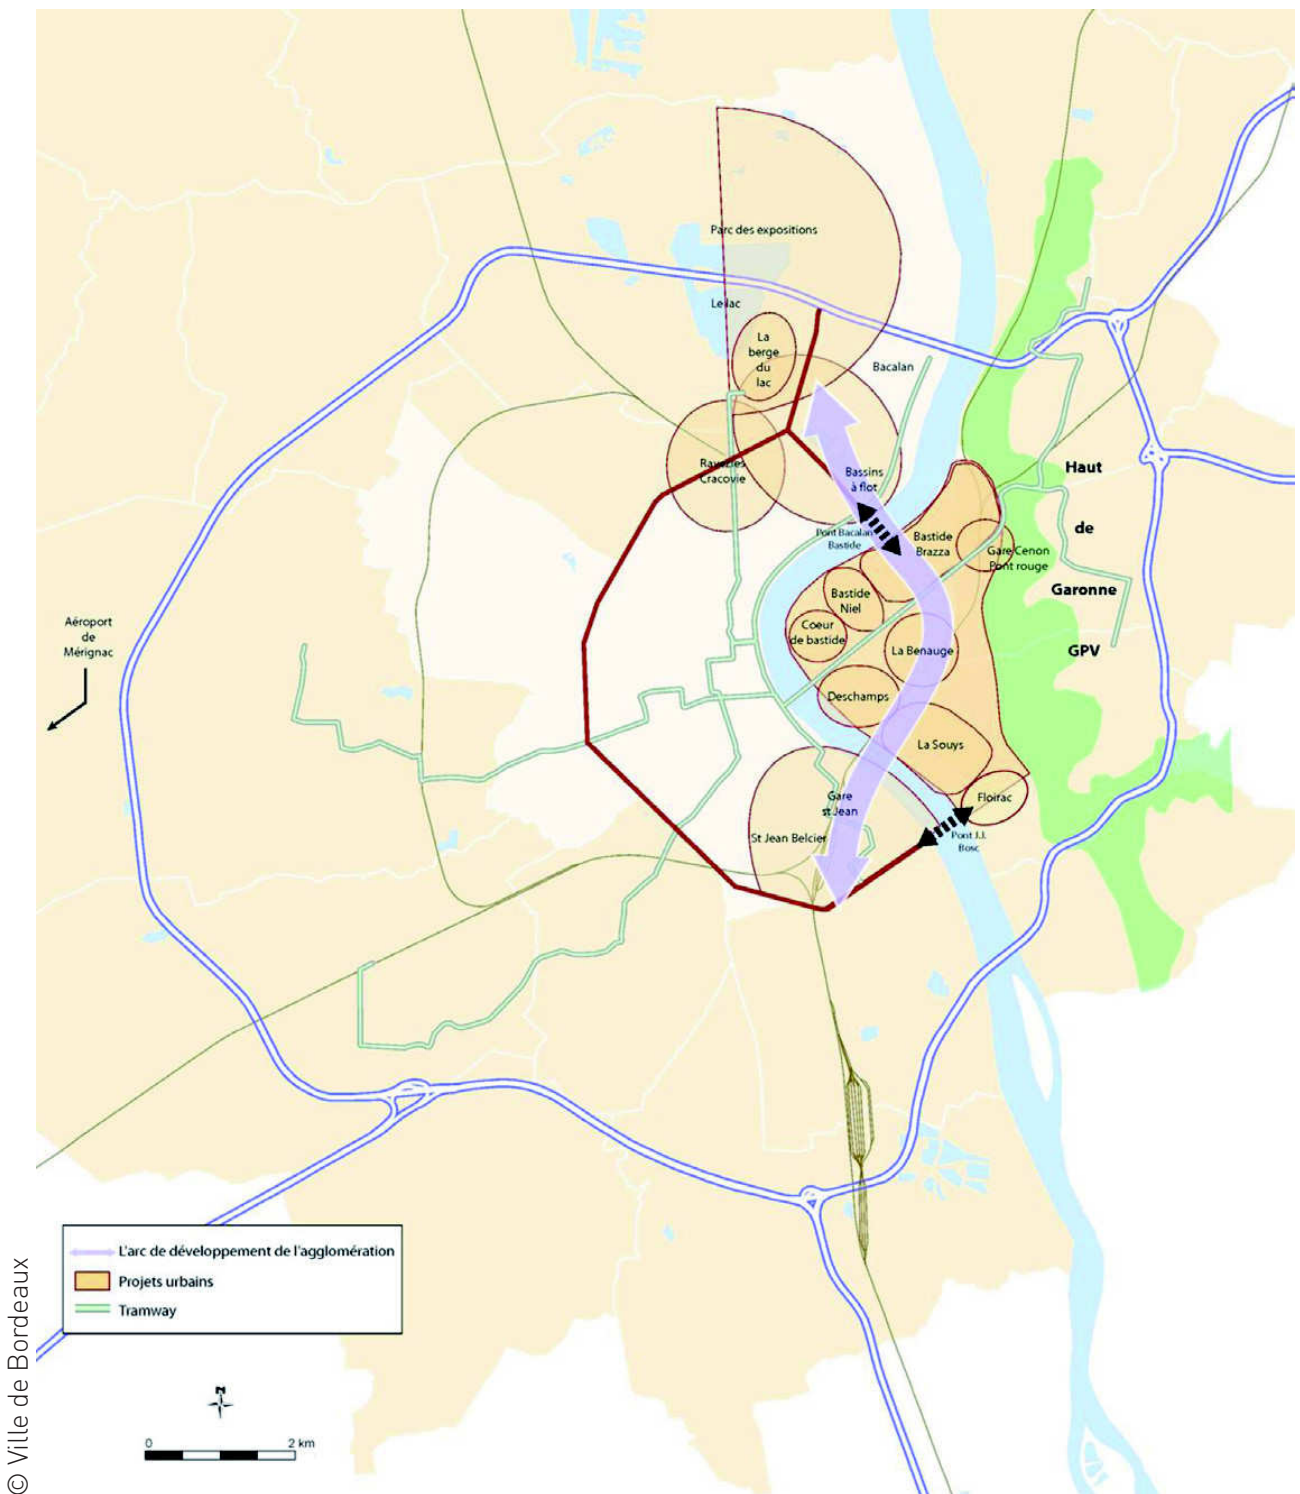 Parc des expositions
Le lac
La
berge
du
lac
Bacalan
Ravezies
Cracovie
Bassins
à flot
Haut
de
Garonne
GPV
Pont Bacalan
Bastide
Bastide
Brazza
Gare Cenon
Pont rouge
Bastide
Niel
Coeur
de bastide
La Benauge
Aéroport
de
Mérignac
Deschamps
La Souys
Gare
st Jean
Floirac
St Jean Belcier
Pont J.J.
Bosc
L'arc de développement de l'agglomération
Projets urbains
Tramway
N
0 2 km
© Ville de Bordeaux